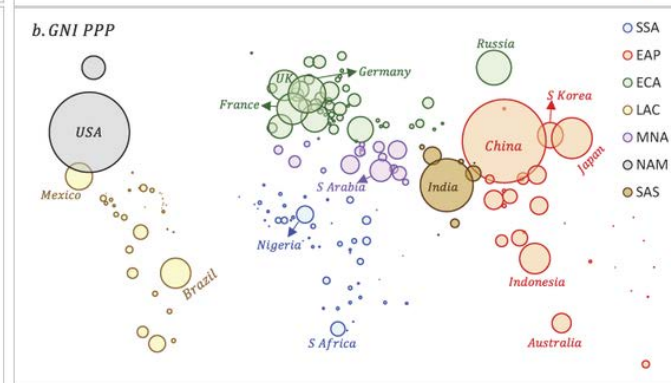 b. GNI PPP
SSA
EAP
ECA
LAC
MNA
NAM
SAS
Russia
UK
Germany
France
S Korea
USA
China
Japan
Mexico
S Arabia
India
Nigeria
Brazil
Indonesia
S Africa
Australia